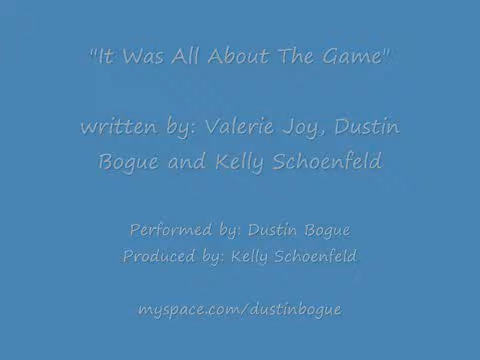 "It Was All About The Game"
written by: Valerie Joy, Dustin
Bogue and Kelly Schoenfeld
Performed by: Dustin Bogue
Produced by: Kelly Schoenfeld
myspace.com/dustinbogue